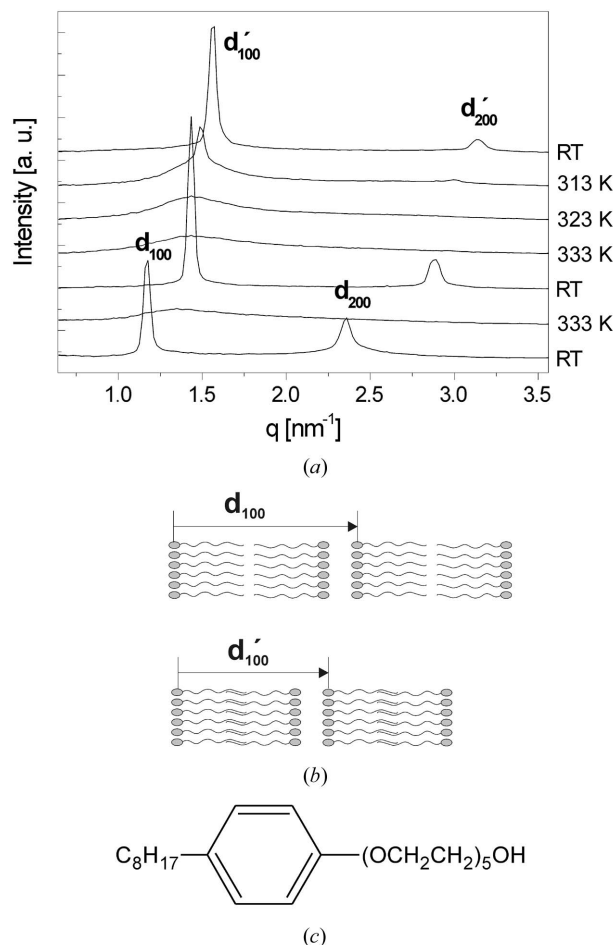 Intensity [a. u.]
d´100
d´200
RT
313 K
323 K
333 K
d100
RT
d200
333 K
RT
1.0 1.5 2.0 2.5 3.0 3.5
q [nm-1]
(a)
d100
d´100
(b)
C8H17 (OCH2CH2)5OH
(c)